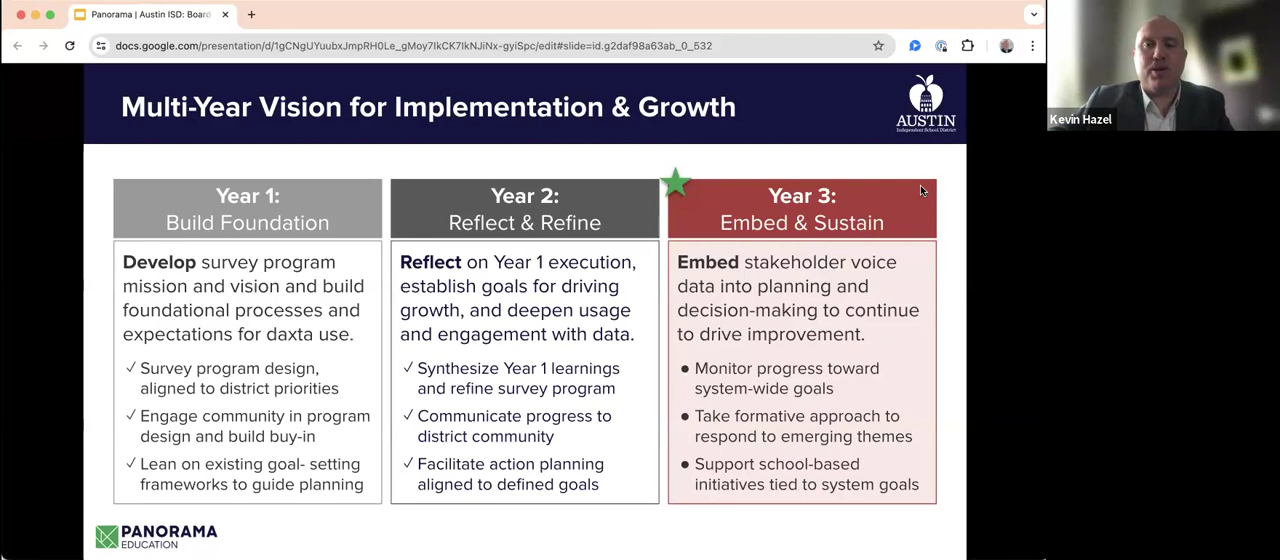 Panorama | Austin ISD: Board
docs.google.com/presentation/d/1gCNgUYuubxJmpRH0Le_gMoy7IkCK7IkNJiNx-gyiSpc/edit#slide=id.g2daf98a63ab_0_532
Kevin Hazel
Multi-Year Vision for Implementation & Growth
AUSTIN
Independent School District
Year 1:
Build Foundation
Develop survey program
mission and vision and build
foundational processes and
expectations for daxta use.
✓ Survey program design,
aligned to district priorities
✓ Engage community in program
design and build buy-in
✓ Lean on existing goal- setting
frameworks to guide planning
Year 2:
Reflect & Refine
Reflect on Year 1 execution,
establish goals for driving
growth, and deepen usage
and engagement with data.
✓ Synthesize Year 1 learnings
and refine survey program
✓ Communicate progress to
district community
✓ Facilitate action planning
aligned to defined goals
Year 3:
Embed & Sustain
Embed stakeholder voice
data into planning and
decision-making to continue
to drive improvement.
● Monitor progress toward
system-wide goals
● Take formative approach to
respond to emerging themes
● Support school-based
initiatives tied to system goals
PANORAMA
EDUCATION